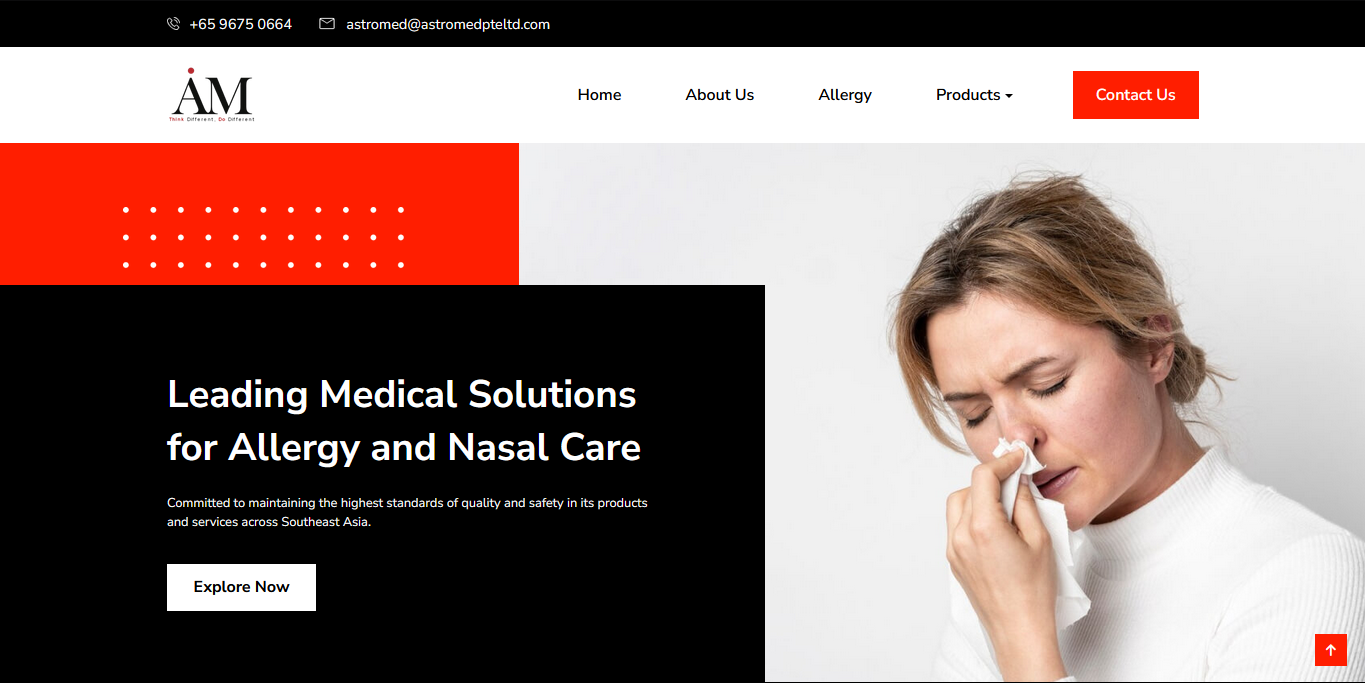 +65 9675 0664 astromed@astromedpteltd.com
AM
Think Different, Do Different
Home About Us Allergy Products Contact Us
Leading Medical Solutions
for Allergy and Nasal Care
Committed to maintaining the highest standards of quality and safety in its products
and services across Southeast Asia.
Explore Now